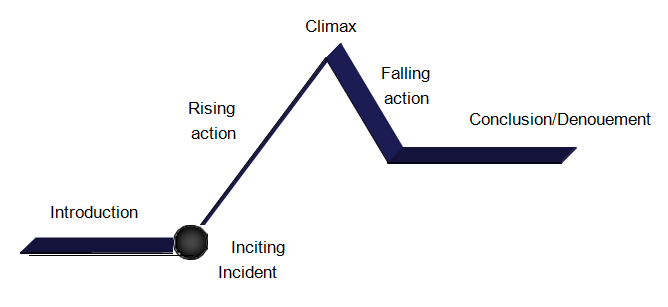 Climax
Falling
action
Rising
action
Conclusion/Denouement
Introduction
Inciting
Incident